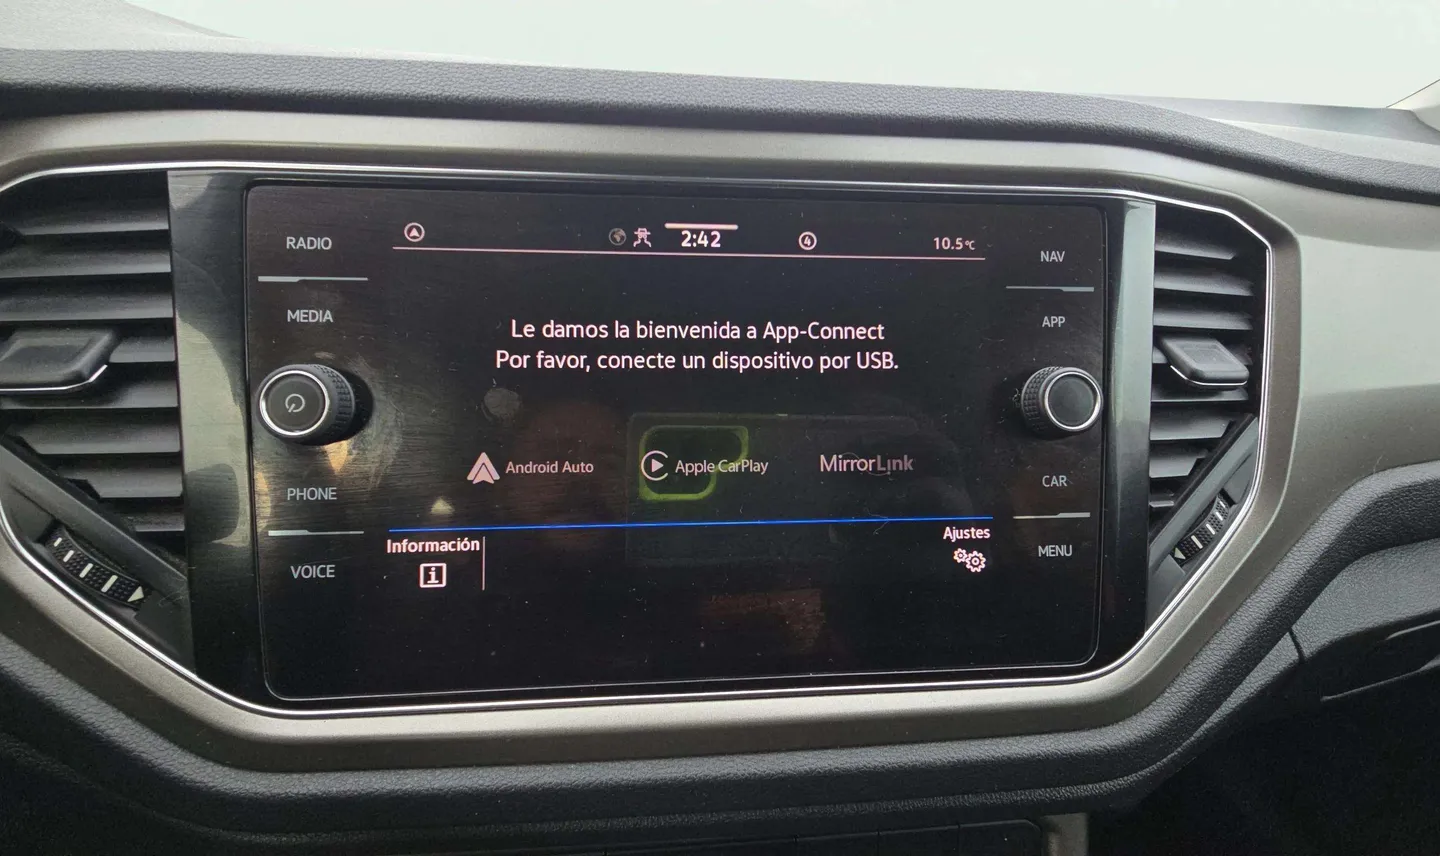 RADIO
MEDIA
PHONE
VOICE
2:42
4
10.5°C
Le damos la bienvenida a App-Connect
Por favor, conecte un dispositivo por USB.
Android Auto
Apple CarPlay
MirrorLink
Información
i
Ajustes
NAV
APP
CAR
MENU